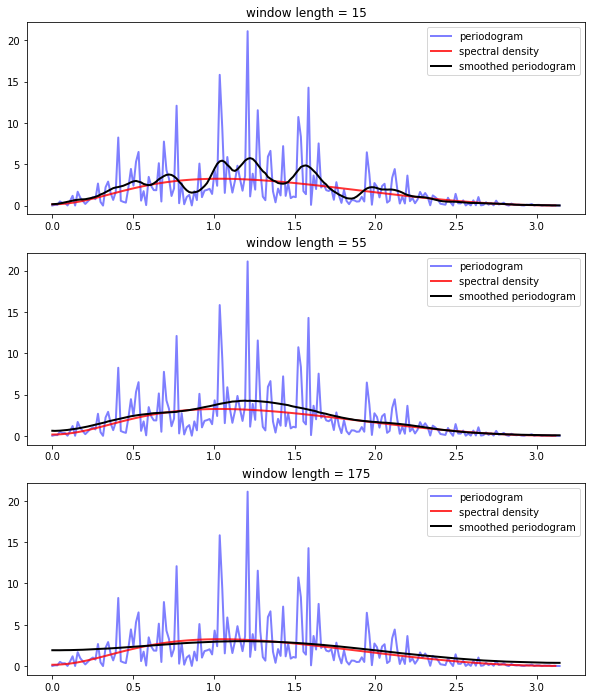 window length = 15
20
15
10
5
0
periodogram
spectral density
smoothed periodogram
0.0 0.5 1.0 1.5 2.0 2.5 3.0
window length = 55
20
15
10
5
0
periodogram
spectral density
smoothed periodogram
0.0 0.5 1.0 1.5 2.0 2.5 3.0
window length = 175
20
15
10
5
0
periodogram
spectral density
smoothed periodogram
0.0 0.5 1.0 1.5 2.0 2.5 3.0